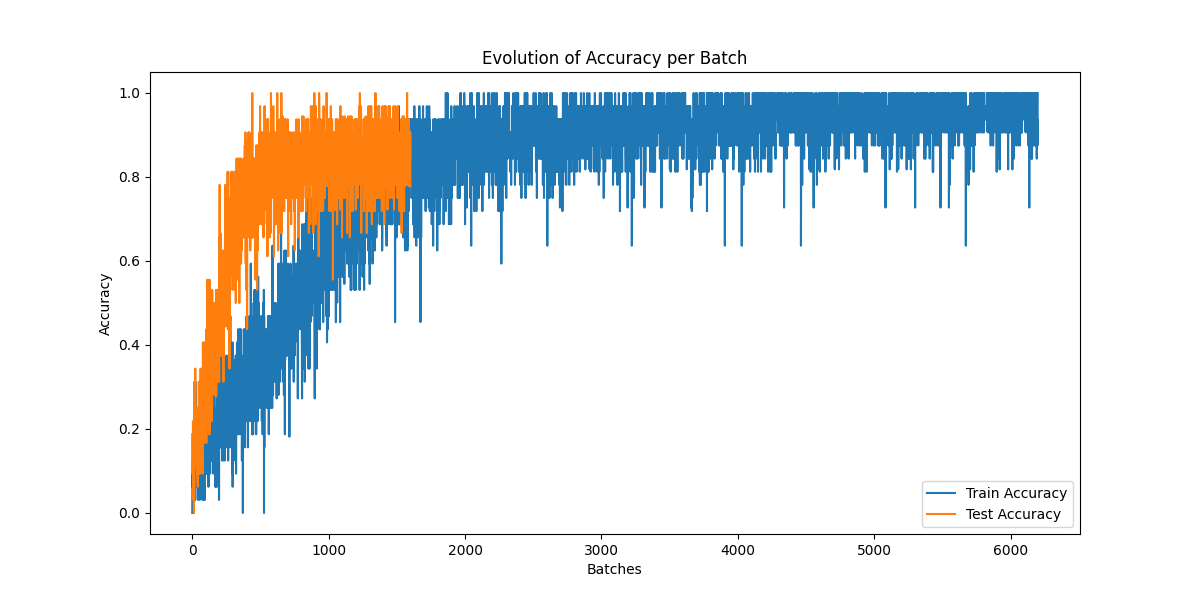 Evolution of Accuracy per Batch
1.0
0.8
0.6
0.4
0.2
0.0
Accuracy
0
1000
2000
3000
4000
5000
6000
Batches
Train Accuracy
Test Accuracy